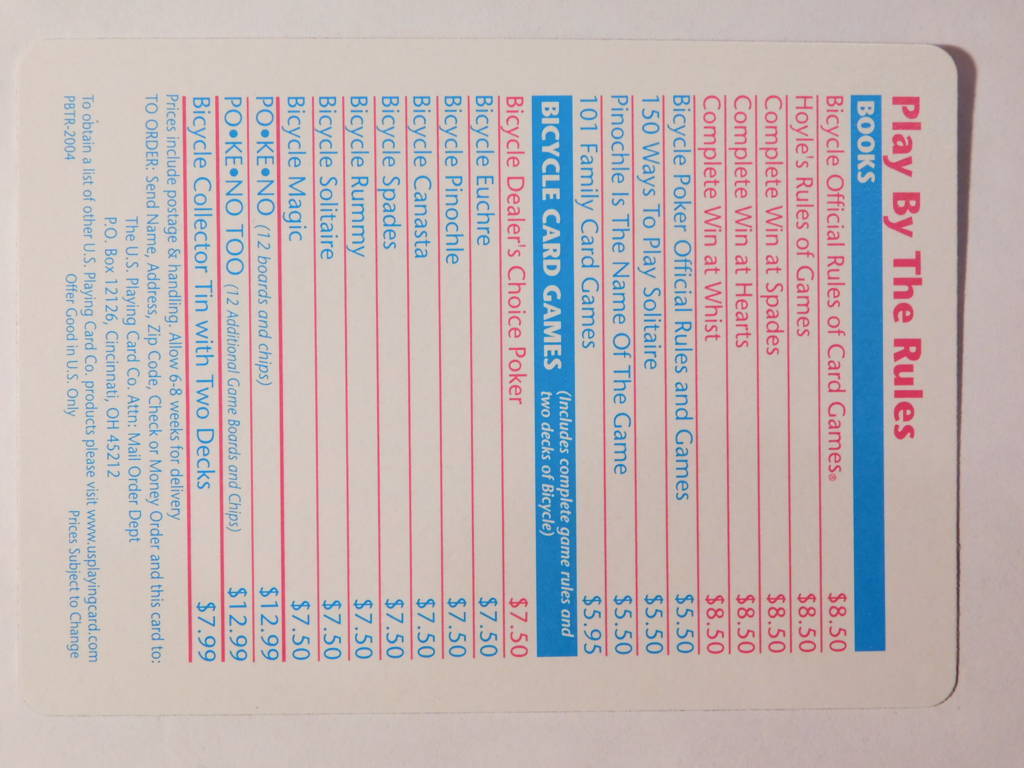 Play By The Rules
BOOKS
Bicycle Official Rules of Card Games® $8.50
Hoyle's Rules of Games $8.50
Complete Win at Spades $8.50
Complete Win at Hearts $8.50
Complete Win at Whist $8.50
Bicycle Poker Official Rules and Games $5.50
150 Ways To Play Solitaire $5.50
Pinochle Is The Name Of The Game $5.50
101 Family Card Games $5.95
BICYCLE CARD GAMES (Includes complete game rules and
two decks of Bicycle)
Bicycle Dealer's Choice Poker $7.50
Bicycle Euchre $7.50
Bicycle Pinochle $7.50
Bicycle Canasta $7.50
Bicycle Spades $7.50
Bicycle Rummy $7.50
Bicycle Solitaire $7.50
Bicycle Magic $7.50
PO•KE•NO (12 boards and chips) $12.99
PO•KE•NO TOO (12 Additional Game Boards and Chips) $12.99
Bicycle Collector Tin with Two Decks $7.99
Prices include postage & handling. Allow 6-8 weeks for delivery
TO ORDER: Send Name, Address, Zip Code, Check or Money Order and this card to:
The U.S. Playing Card Co. Attn: Mail Order Dept
P.O. Box 12126, Cincinnati, OH 45212
To obtain a list of other U.S. Playing Card Co. products please visit www.usplayingcard.com
PBTR-2004 Offer Good in U.S. Only Prices Subject to Change